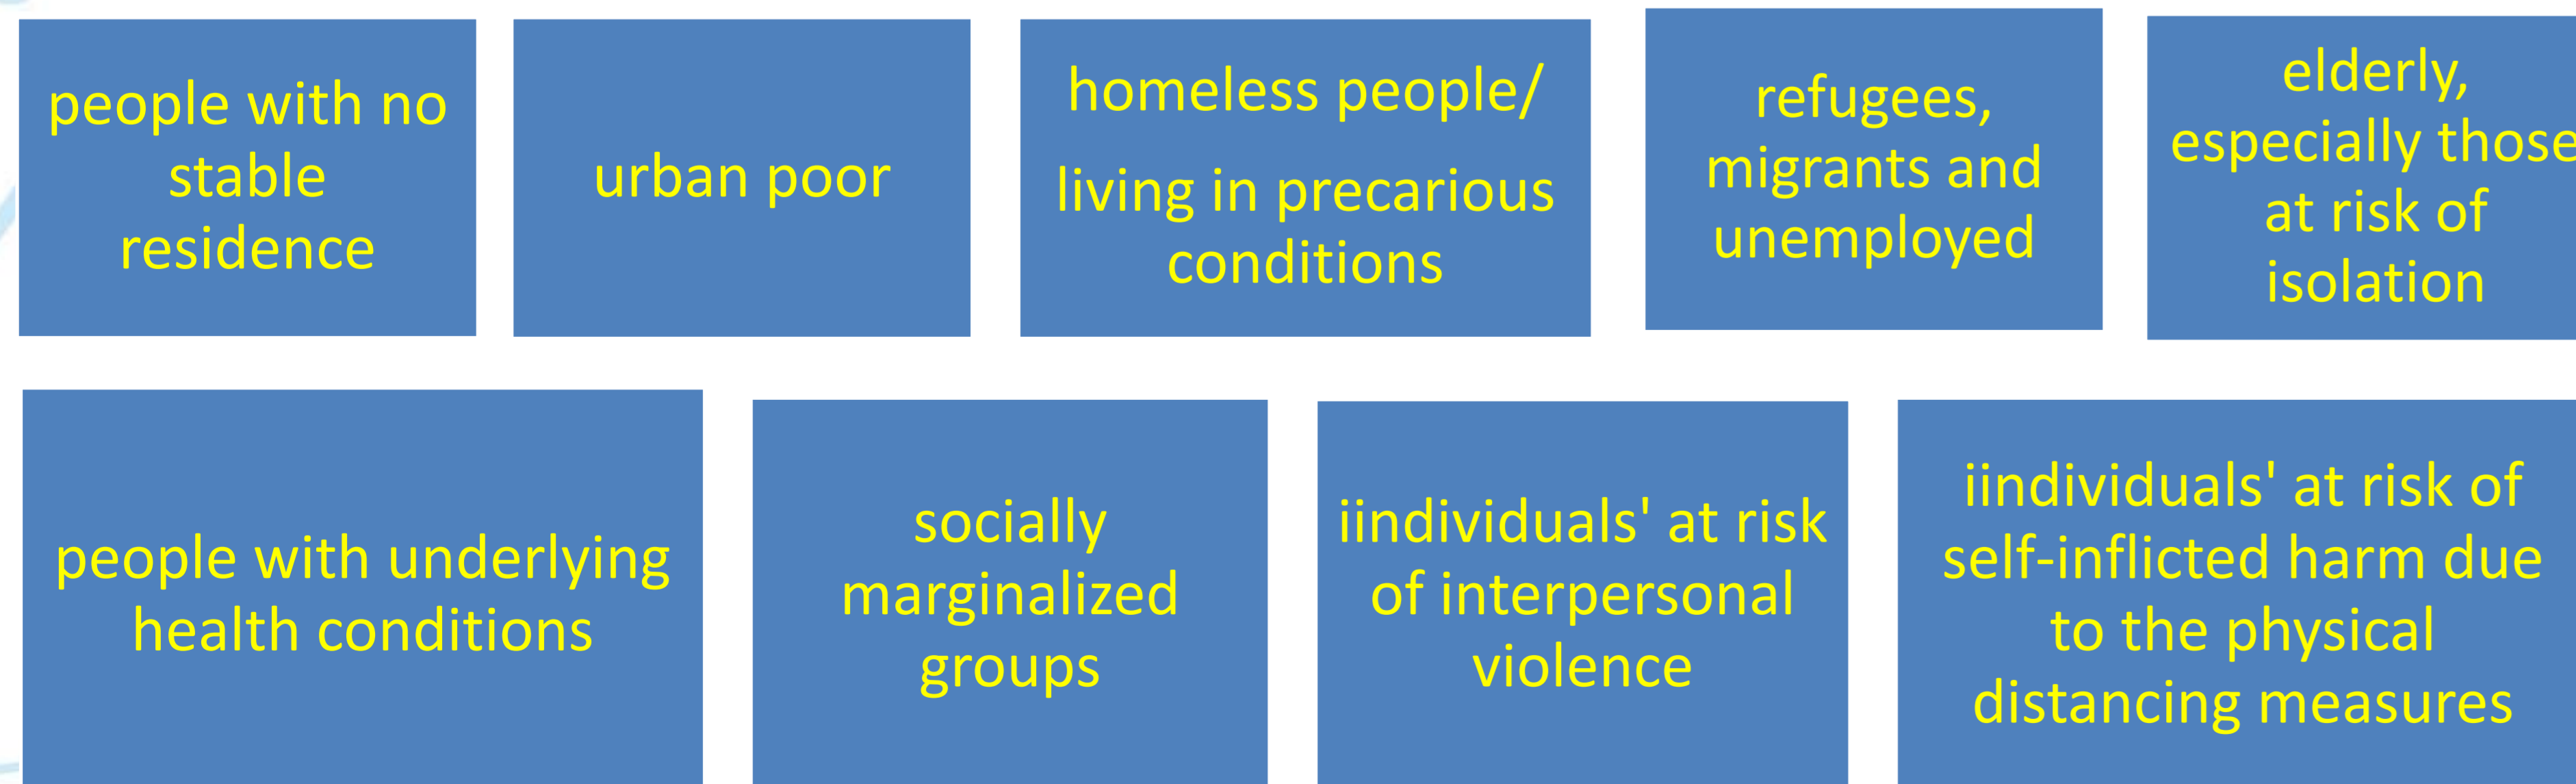 people with no
stable
residence
urban poor
homeless people/
living in precarious
conditions
refugees,
migrants and
unemployed
elderly,
especially those
at risk of
isolation
people with underlying
health conditions
socially
marginalized
groups
iindividuals' at risk
of interpersonal
violence
iindividuals' at risk of
self-inflicted harm due
to the physical
distancing measures